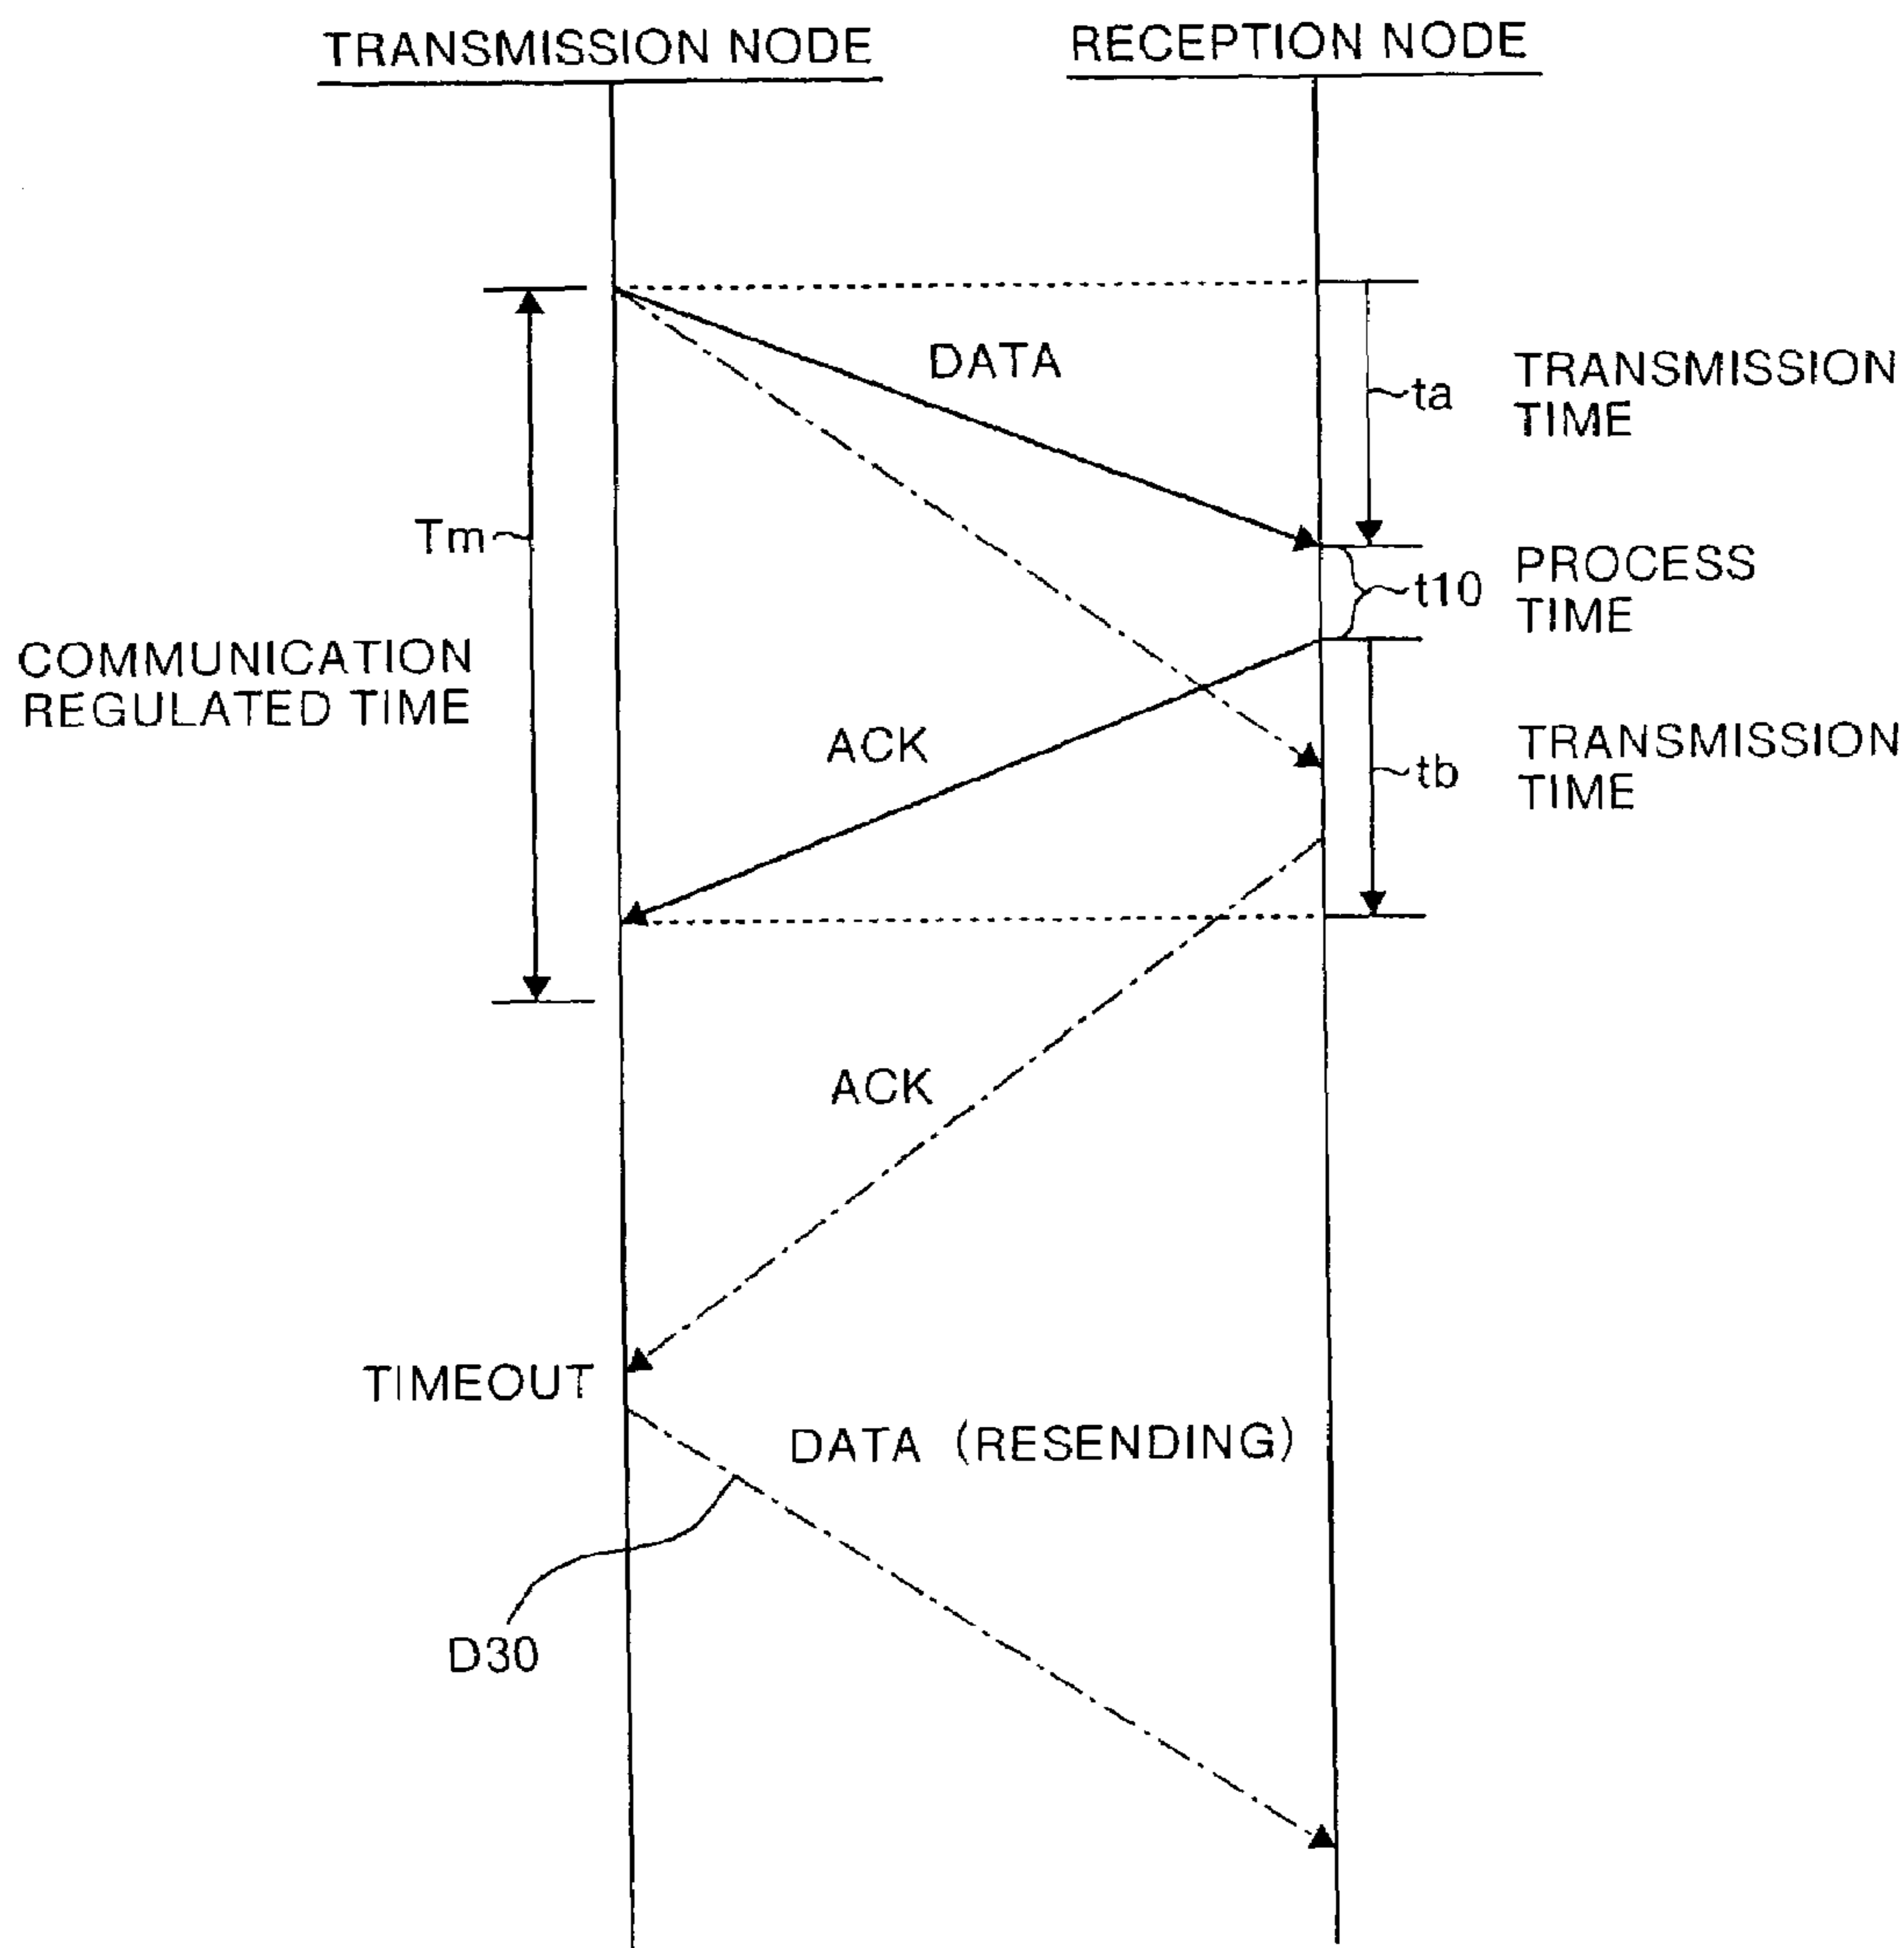 TRANSMISSION NODE
RECEPTION NODE
DATA
ta
TRANSMISSION
TIME
Tm
t10
PROCESS
TIME
COMMUNICATION
REGULATED TIME
ACK
tb
TRANSMISSION
TIME
ACK
TIMEOUT
DATA (RESENDING)
D30